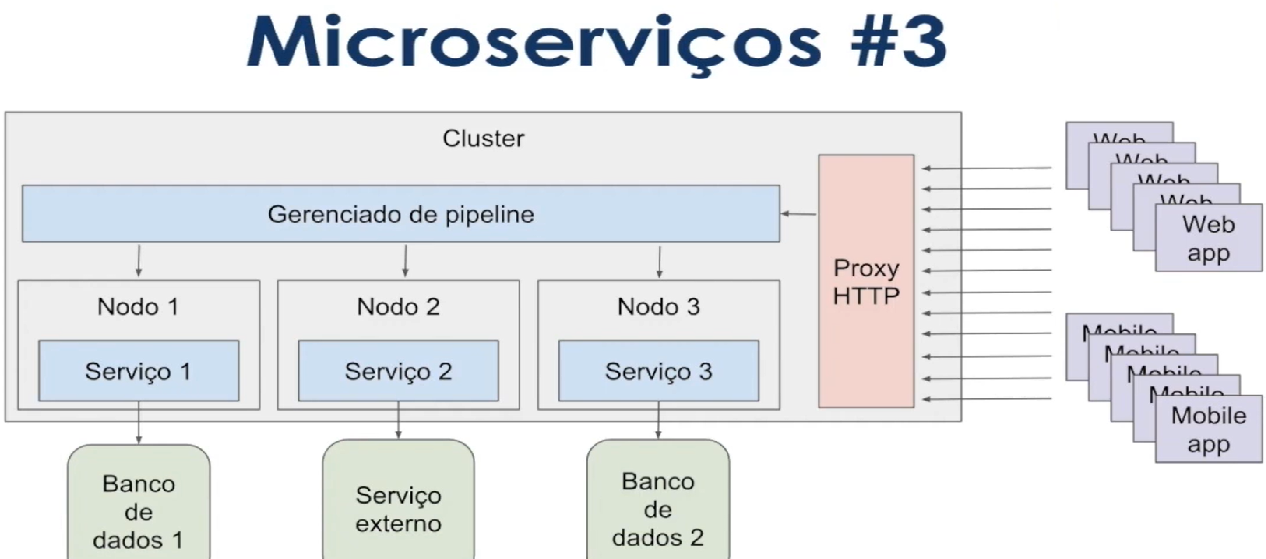 Microserviços #3
Cluster
Gerenciado de pipeline
Proxy
HTTP
Nodo 1
Nodo 2
Nodo 3
Serviço 1
Serviço 2
Serviço 3
Banco
de
dados 1
Serviço
externo
Banco
de
dados 2
Web
Web
Web
Web
Web
app
Mobile
Mobile
Mobile
Mobile
Mobile
app